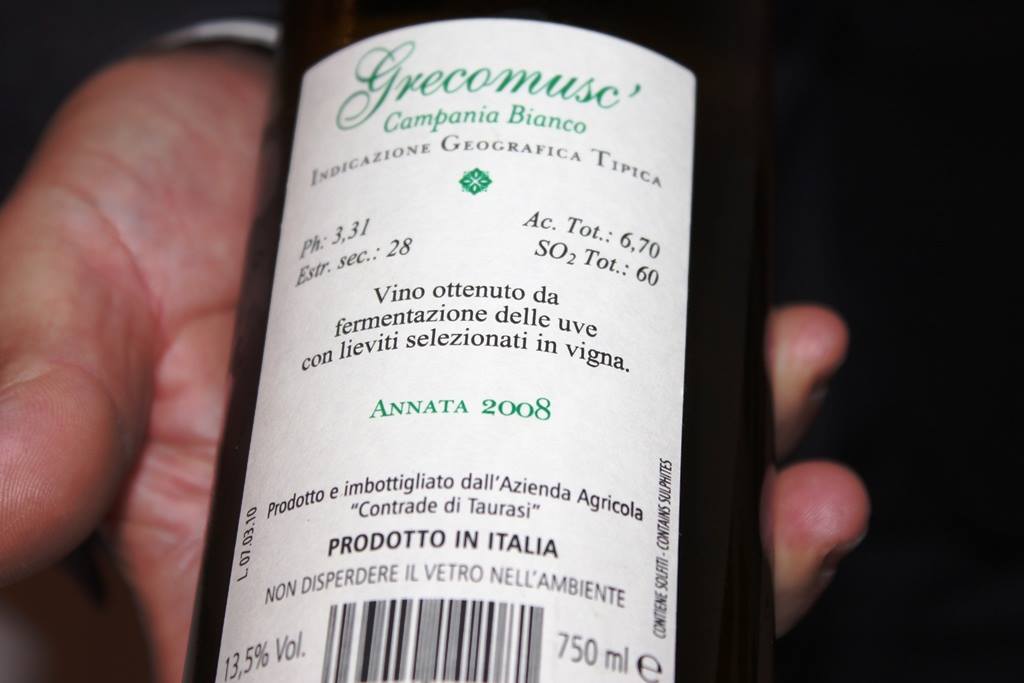 Grecomusc'
Campania Bianco
INDICAZIONE GEOGRAFICA TIPICA
Ph: 3,31
Ac. Tot.: 6,70
Estr. sec.: 28
SO₂ Tot.: 60
Vino ottenuto da
fermentazione delle uve
con lieviti selezionati in vigna.
ANNATA 2008
Prodotto e imbottigliato dall'Azienda Agricola
"Contrade di Taurasi"
PRODOTTO IN ITALIA
NON DISPERDERE IL VETRO NELL'AMBIENTE
L. 07.03.10
CONTIENE SOLFITI - CONTAINS SULPHITES
13,5% Vol.
750 ml e